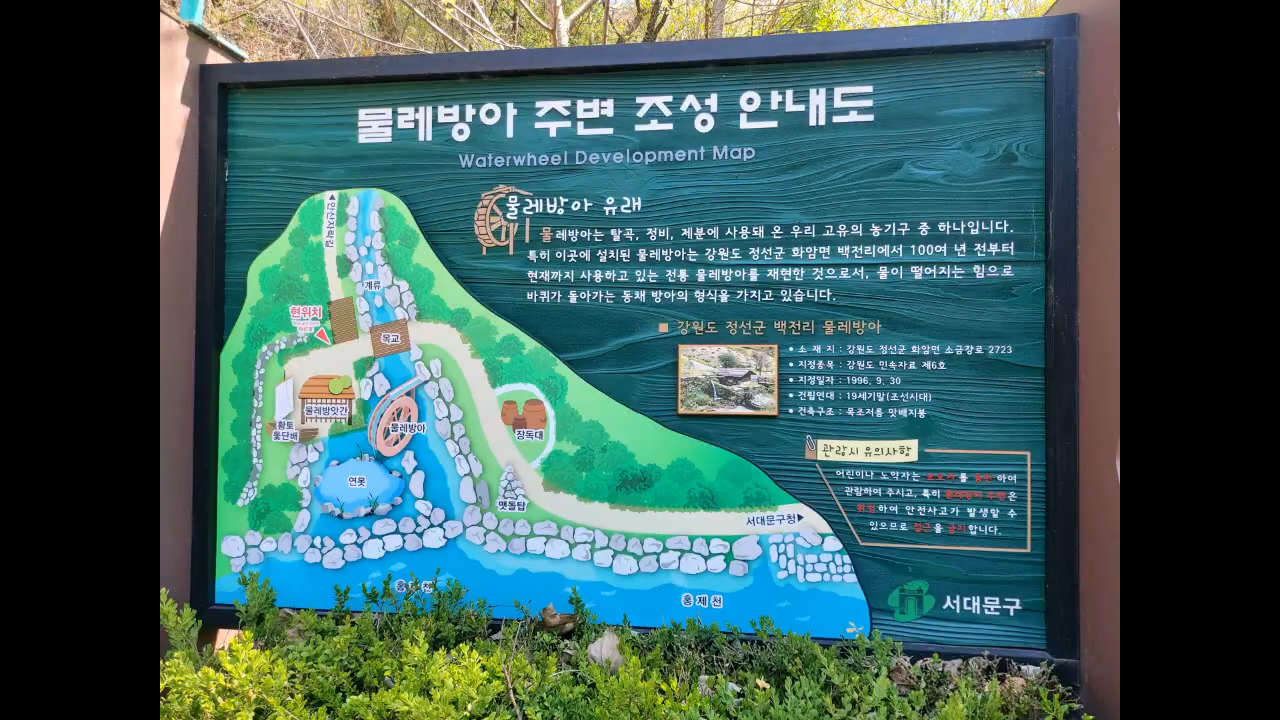 물레방아 주변 조성 안내도
Waterwheel Development Map
물레방아 유래
물레방아는 탈곡, 정비, 제분에 사용돼 온 우리 고유의 농기구 중 하나입니다.
특히 이곳에 설치된 물레방아는 강원도 정선군 화암면 백전리에서 100여 년 전부터
현재까지 사용하고 있는 전통 물레방아를 재현한 것으로서, 물이 떨어지는 힘으로
바퀴가 돌아가는 동채 방아의 형식을 가지고 있습니다.
■ 강원도 정선군 백전리 물레방아
• 소 재 지 : 강원도 정선군 화암면 소금강로 2723
• 지정종목 : 강원도 민속자료 제6호
• 지정일자 : 1996. 9. 30
• 건립연대 : 19세기말(조선시대)
• 건축구조 : 목조저릅 맞배지붕
관람시 유의사항
어린이나 노약자는 보호자를 동반하여
관람하여 주시고, 특히 물레방아 주변은
위험하여 안전사고가 발생할 수
있으므로 접근을 금지합니다.
서대문구
◀안산자락길
계류
현위치
목교
물레방앗간
황토
돛단배
물레방아
장독대
연못
맷돌탑
서대문구청▶
홍제천
홍제천